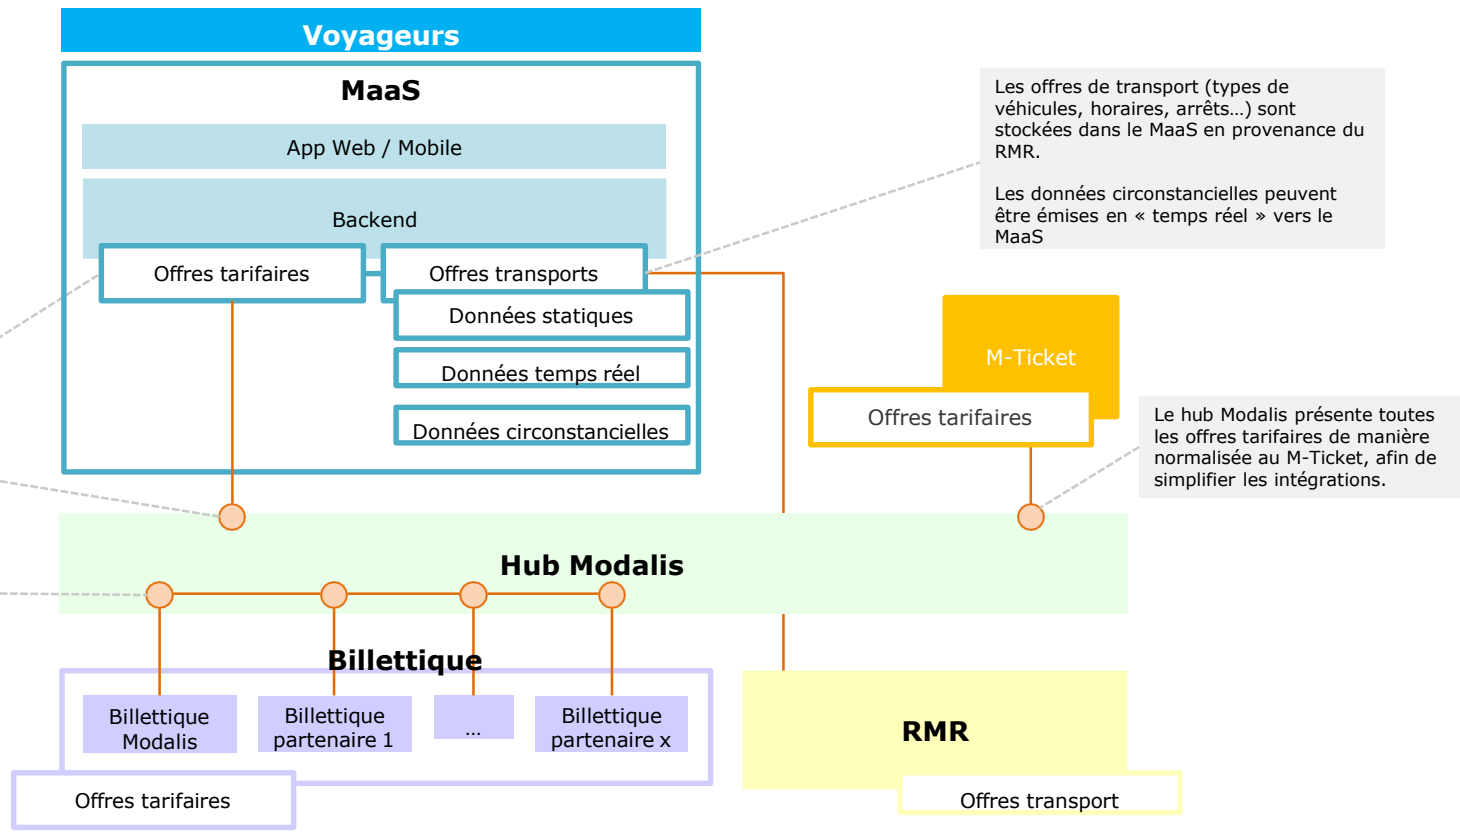 Voyageurs
MaaS
App Web / Mobile
Backend
Offres tarifaires
Offres transports
Données statiques
Données temps réel
Données circonstancielles
Les offres de transport (types de
véhicules, horaires, arrêts…) sont
stockées dans le MaaS en provenance du
RMR.
Les données circonstancielles peuvent
être émises en « temps réel » vers le
MaaS
M-Ticket
Offres tarifaires
Le hub Modalis présente toutes
les offres tarifaires de manière
normalisée au M-Ticket, afin de
simplifier les intégrations.
Hub Modalis
Billettique
Billettique
Modalis
Billettique
partenaire 1
…
Billettique
partenaire x
Offres tarifaires
RMR
Offres transport